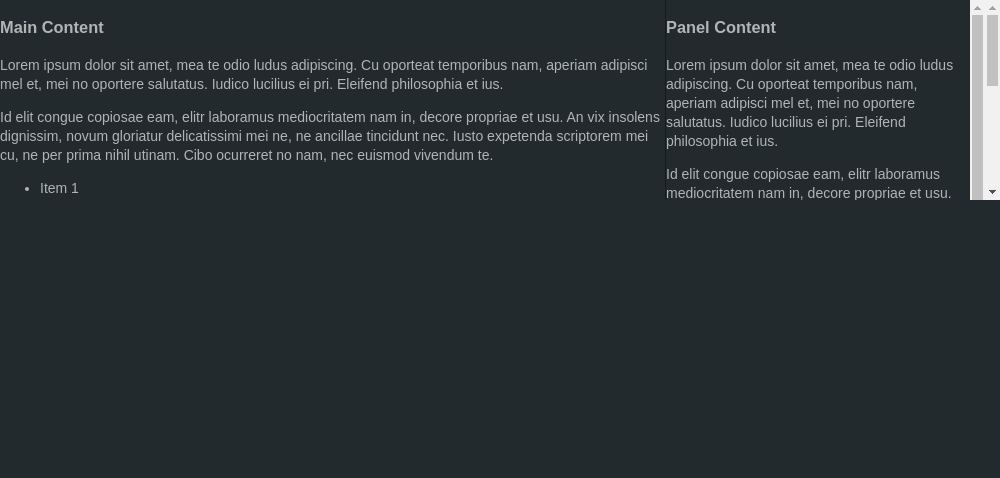 Main Content
Lorem ipsum dolor sit amet, mea te odio ludus adipiscing. Cu oporteat temporibus nam, aperiam adipisci
mel et, mei no oportere salutatus. Iudico lucilius ei pri. Eleifend philosophia et ius.
Id elit congue copiosae eam, elitr laboramus mediocritatem nam in, decore propriae et usu. An vix insolens
dignissim, novum gloriatur delicatissimi mei ne, ne ancillae tincidunt nec. Iusto expetenda scriptorem mei
cu, ne per prima nihil utinam. Cibo ocurreret no nam, nec euismod vivendum te.
Item 1
Panel Content
Lorem ipsum dolor sit amet, mea te odio ludus
adipiscing. Cu oporteat temporibus nam,
aperiam adipisci mel et, mei no oportere
salutatus. Iudico lucilius ei pri. Eleifend
philosophia et ius.
Id elit congue copiosae eam, elitr laboramus
mediocritatem nam in, decore propriae et usu.